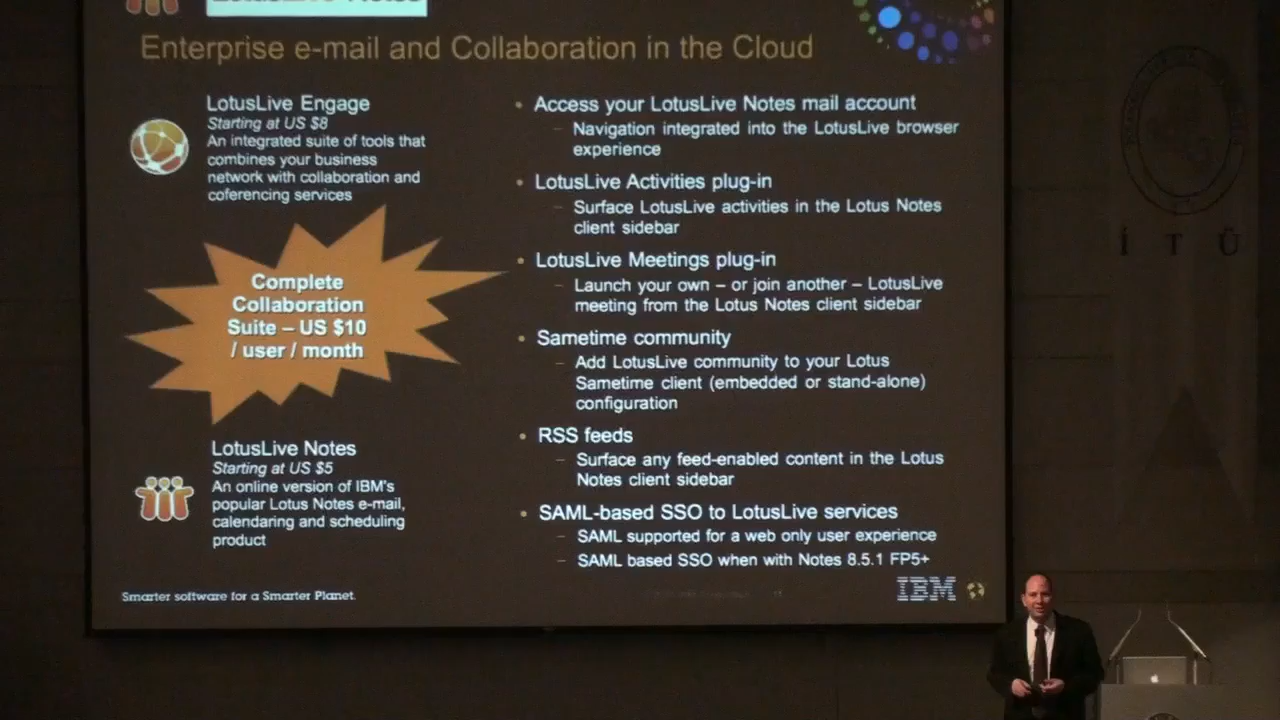 Enterprise e-mail and Collaboration in the Cloud
LotusLive Engage
Starting at US $8
An integrated suite of tools that
combines your business
network with collaboration and
coferencing services
Complete
Collaboration
Suite – US $10
/ user / month
LotusLive Notes
Starting at US $5
An online version of IBM's
popular Lotus Notes e-mail,
calendaring and scheduling
product
• Access your LotusLive Notes mail account
– Navigation integrated into the LotusLive browser
experience
• LotusLive Activities plug-in
– Surface LotusLive activities in the Lotus Notes
client sidebar
• LotusLive Meetings plug-in
– Launch your own – or join another – LotusLive
meeting from the Lotus Notes client sidebar
• Sametime community
– Add LotusLive community to your Lotus
Sametime client (embedded or stand-alone)
configuration
• RSS feeds
– Surface any feed-enabled content in the Lotus
Notes client sidebar
• SAML-based SSO to LotusLive services
– SAML supported for a web only user experience
– SAML based SSO when with Notes 8.5.1 FP5+
Smarter software for a Smarter Planet.
IBM
İ T Ü